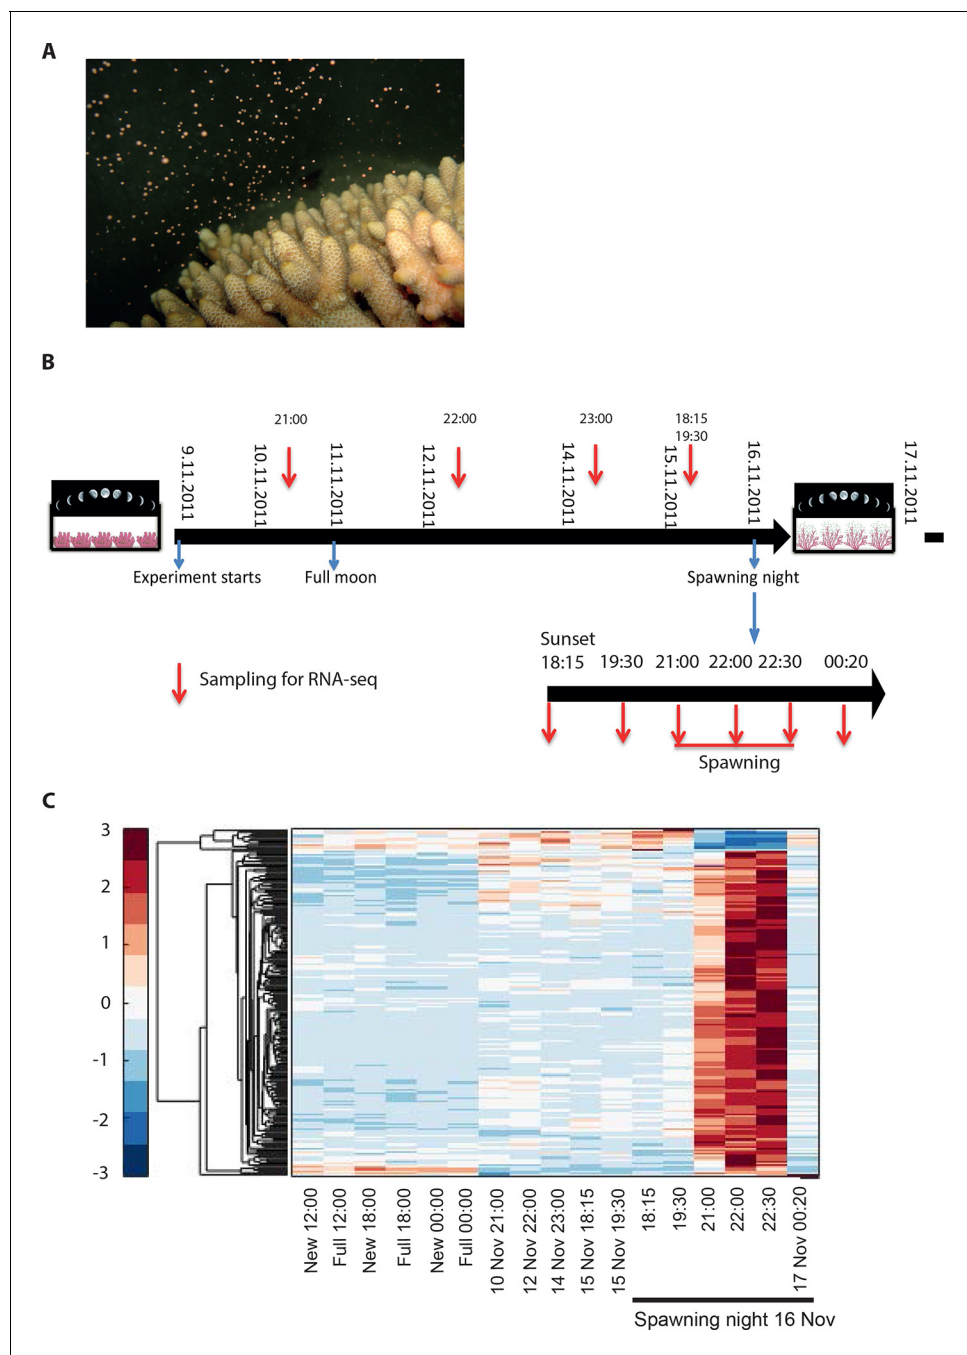 A
B
21:00
22:00
23:00
18:15
19:30
9.11.2011
10.11.2011
11.11.2011
12.11.2011
14.11.2011
15.11.2011
16.11.2011
17.11.2011
Experiment starts
Full moon
Spawning night
Sampling for RNA-seq
Sunset
18:15 19:30 21:00 22:00 22:30 00:20
Spawning
C
3
2
1
0
-1
-2
-3
New 12:00
Full 12:00
New 18:00
Full 18:00
New 00:00
Full 00:00
10 Nov 21:00
12 Nov 22:00
14 Nov 23:00
15 Nov 18:15
15 Nov 19:30
18:15
19:30
21:00
22:00
22:30
17 Nov 00:20
Spawning night 16 Nov